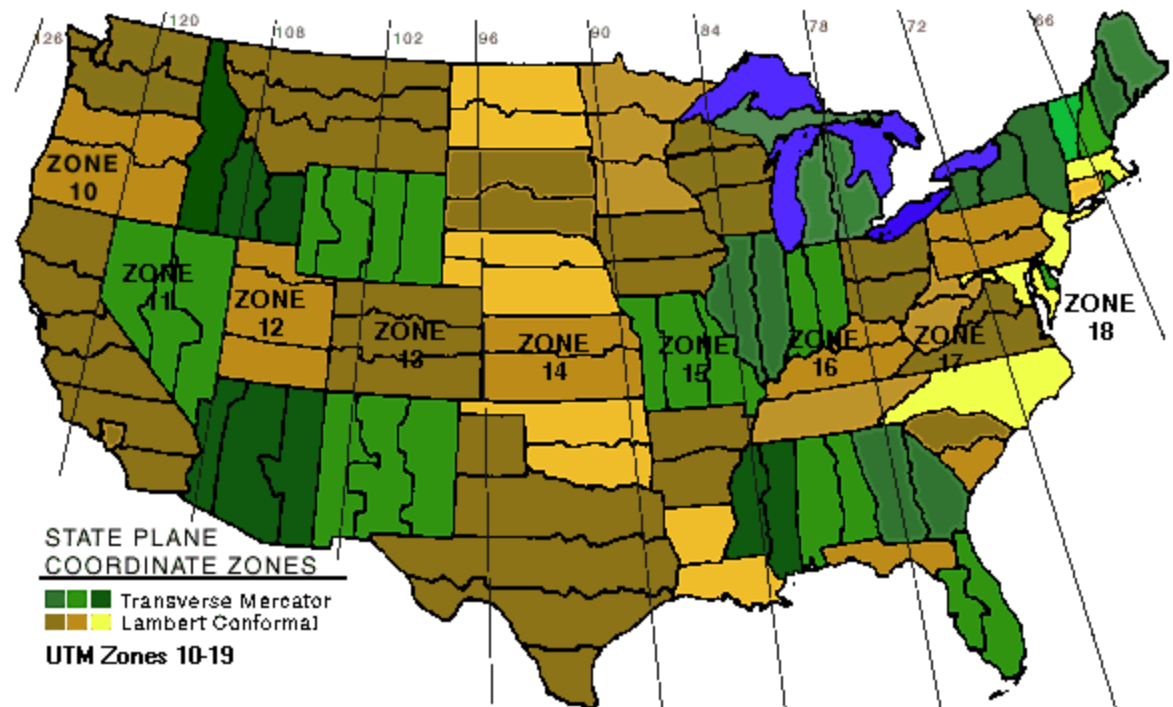 126
120
108
102
96
90
84
78
72
66
ZONE
10
ZONE
11
ZONE
12
ZONE
13
ZONE
14
ZONE
15
ZONE
16
ZONE
17
ZONE
18
STATE PLANE
COORDINATE ZONES
Transverse Mercator
Lambert Conformal
UTM Zones 10-19